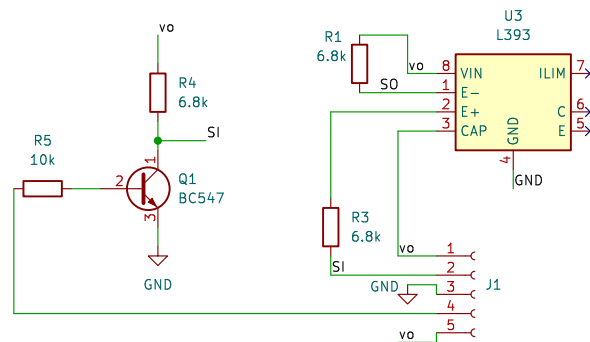 vo
R4
6.8k
SI
R5
10k
1
2
3
Q1
BC547
GND
R1
6.8k
vo
SO
U3
L393
8 VIN ILIM 7
1 E-
2 E+ C 6
3 CAP E 5
GND
4
GND
R3
6.8k
vo 1
SI 2
GND 3
J1
4
vo 5